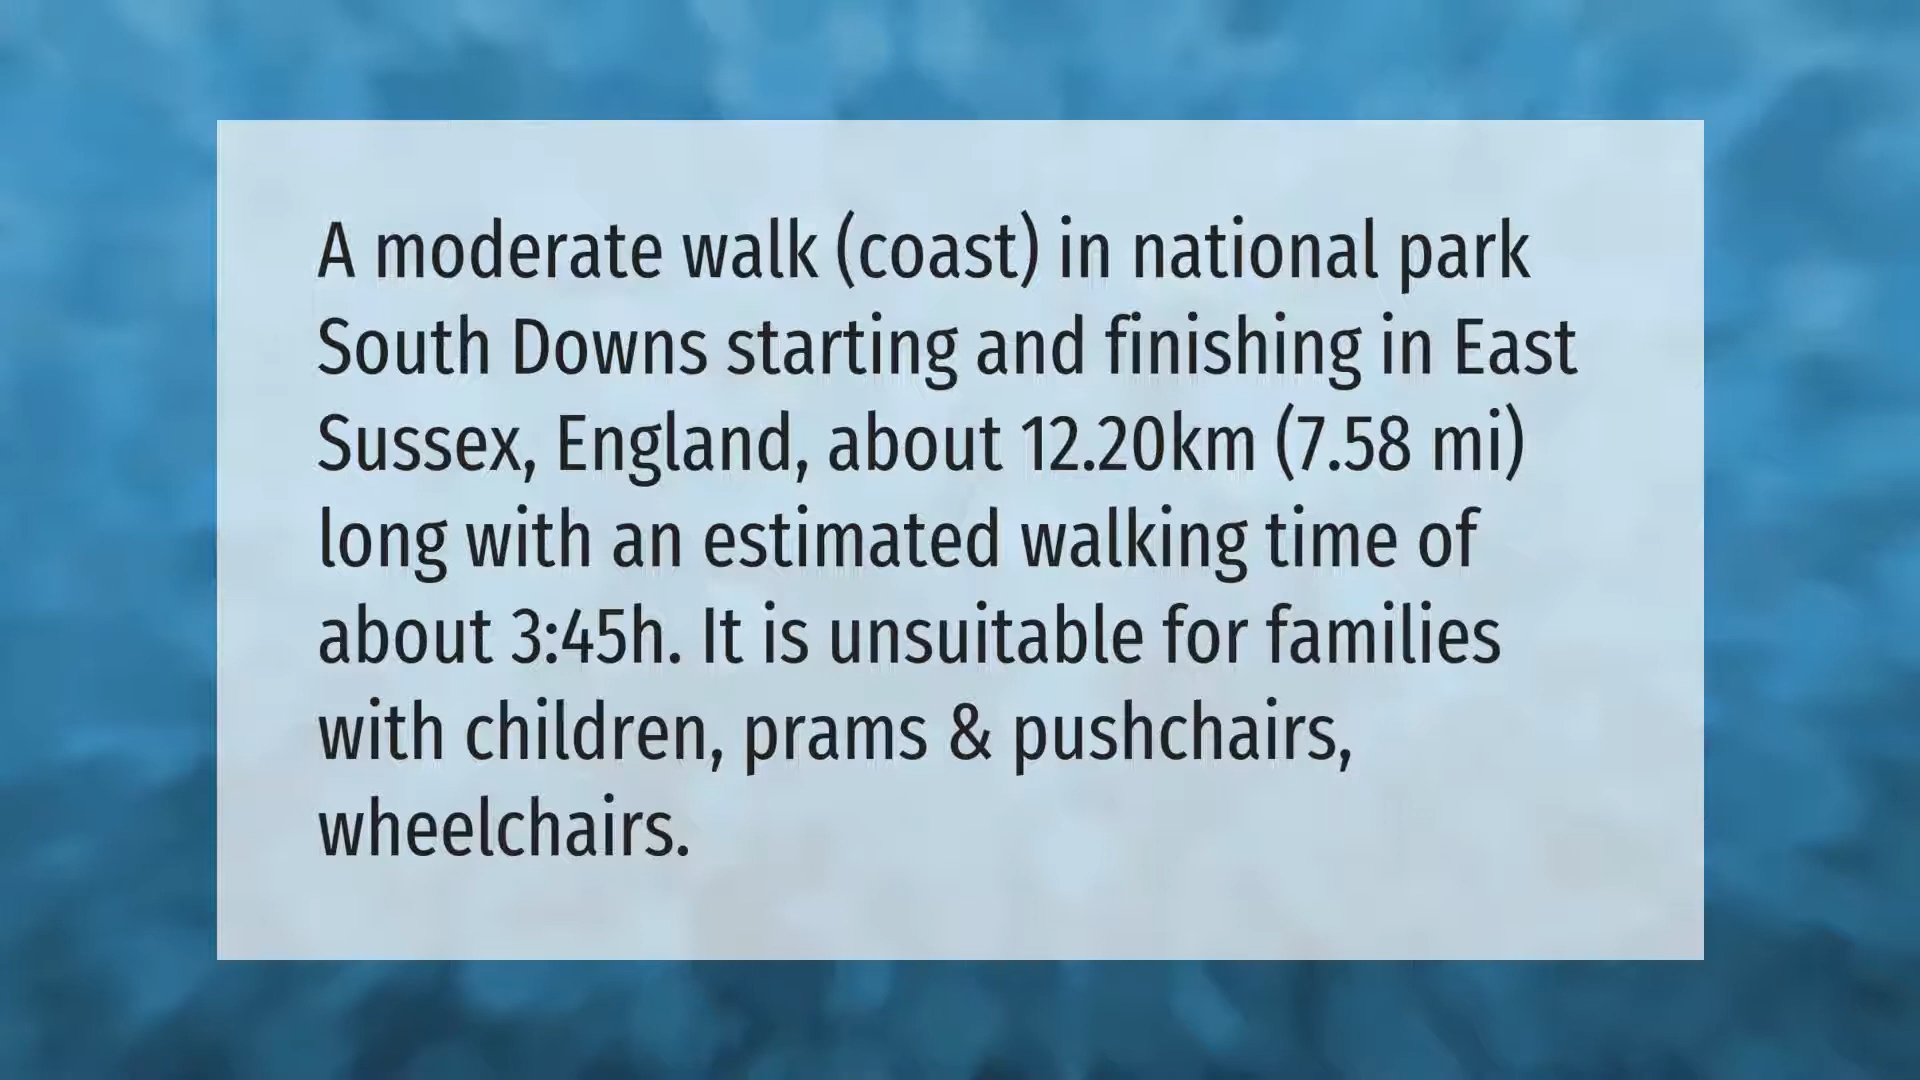 A moderate walk (coast) in national park
South Downs starting and finishing in East
Sussex, England, about 12.20km (7.58 mi)
long with an estimated walking time of
about 3:45h. It is unsuitable for families
with children, prams & pushchairs,
wheelchairs.